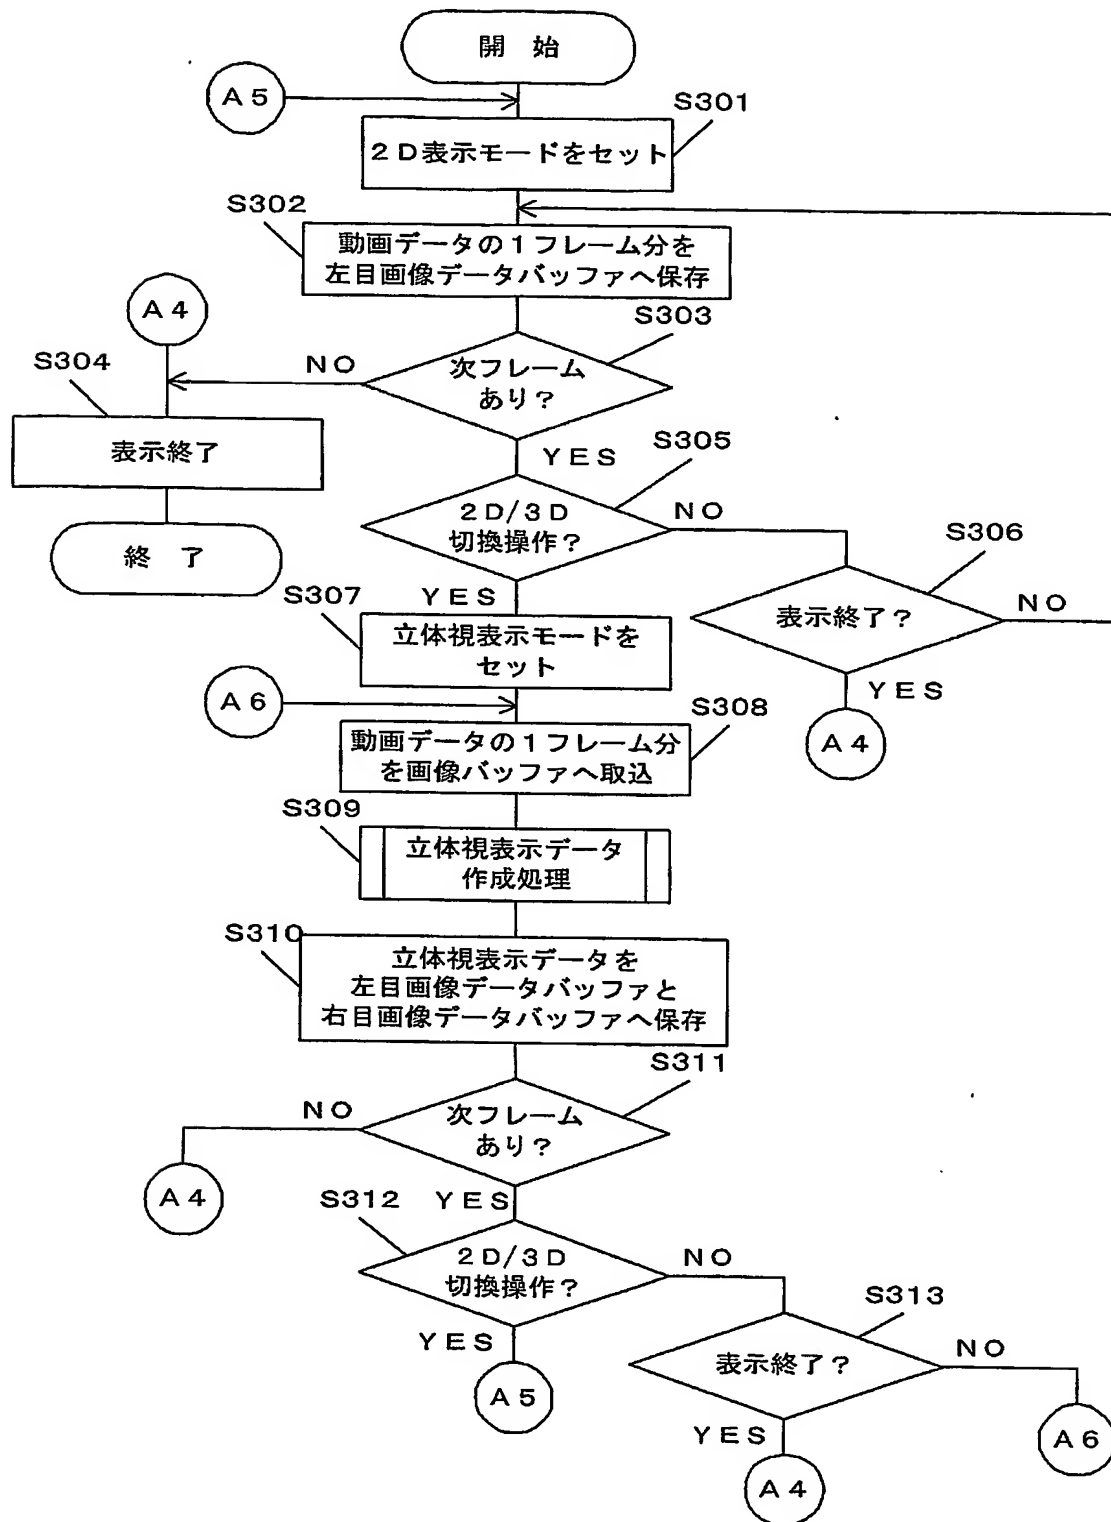 開 始
A5
S301
2D表示モードをセット
S302
動画データの1フレーム分を
左目画像データバッファへ保存
A4
S303
S304
NO
次フレーム
あり?
表示終了
YES
S305
終 了
2D/3D
切換操作?
NO
S306
S307
YES
表示終了?
NO
立体視表示モードを
セット
YES
A6
S308
A4
動画データの1フレーム分
を画像バッファへ取込
S309
立体視表示データ
作成処理
S310
立体視表示データを
左目画像データバッファと
右目画像データバッファへ保存
S311
NO
次フレーム
あり?
A4
S312
YES
2D/3D
切換操作?
NO
S313
YES
表示終了?
NO
A5
YES
A6
A4